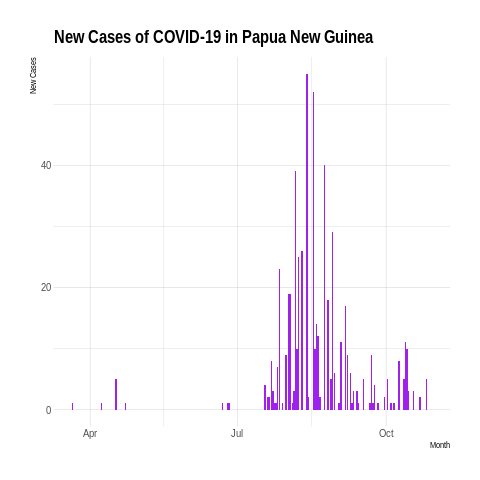 New Cases of COVID-19 in Papua New Guinea
New Cases
40
20
0
Apr
Jul
Oct
Month